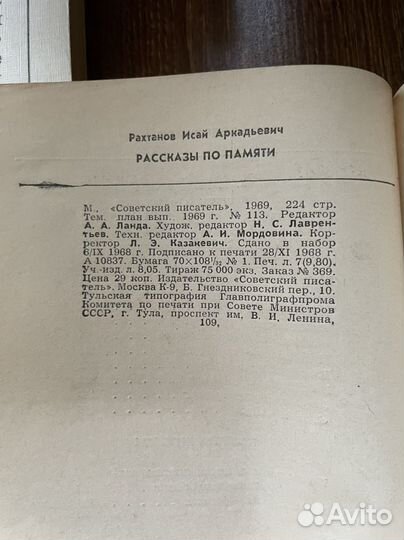 Рахтанов Исай Аркадьевич
РАССКАЗЫ ПО ПАМЯТИ
М., «Советский писатель», 1969, 224 стр.
Тем. план вып. 1969 г. № 113. Редактор
А. А. Ланда. Худож. редактор Н. С. Лаврен-
тьев. Техн. редактор А. И. Мордовина. Кор-
ректор Л. Э. Казакевич. Сдано в набор
6/IX 1968 г. Подписано к печати 28/XI 1968 г.
А 10837. Бумага 70×108¹/₃₂ № 1. Печ. л. 7(9,80).
Уч.-изд. л. 8,05. Тираж 75 000 экз. Заказ № 369.
Цена 29 коп. Издательство «Советский писа-
тель». Москва К-9, Б. Гнездниковский пер., 10.
Тульская типография Главполиграфпрома
Комитета по печати при Совете Министров
СССР, г. Тула, проспект им. В. И. Ленина,
109,
Avito